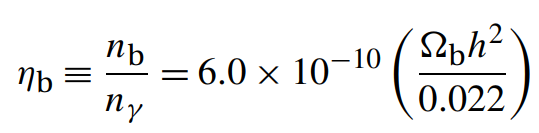 η_b ≡ n_b / n_γ = 6.0 × 10^−10 (Ω_b h^2 / 0.022)